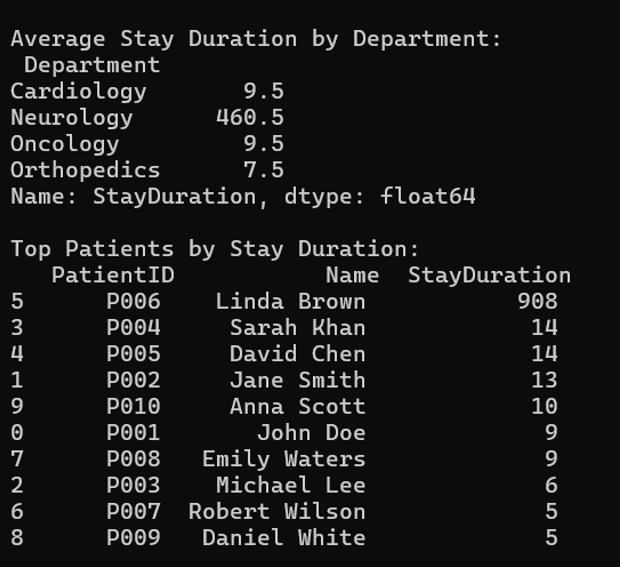 Average Stay Duration by Department:
 Department
Cardiology       9.5
Neurology      460.5
Oncology         9.5
Orthopedics      7.5
Name: StayDuration, dtype: float64

Top Patients by Stay Duration:
   PatientID           Name  StayDuration
5      P006    Linda Brown           908
3      P004     Sarah Khan            14
4      P005     David Chen            14
1      P002     Jane Smith            13
9      P010     Anna Scott            10
0      P001       John Doe             9
7      P008   Emily Waters             9
2      P003    Michael Lee             6
6      P007  Robert Wilson             5
8      P009   Daniel White             5